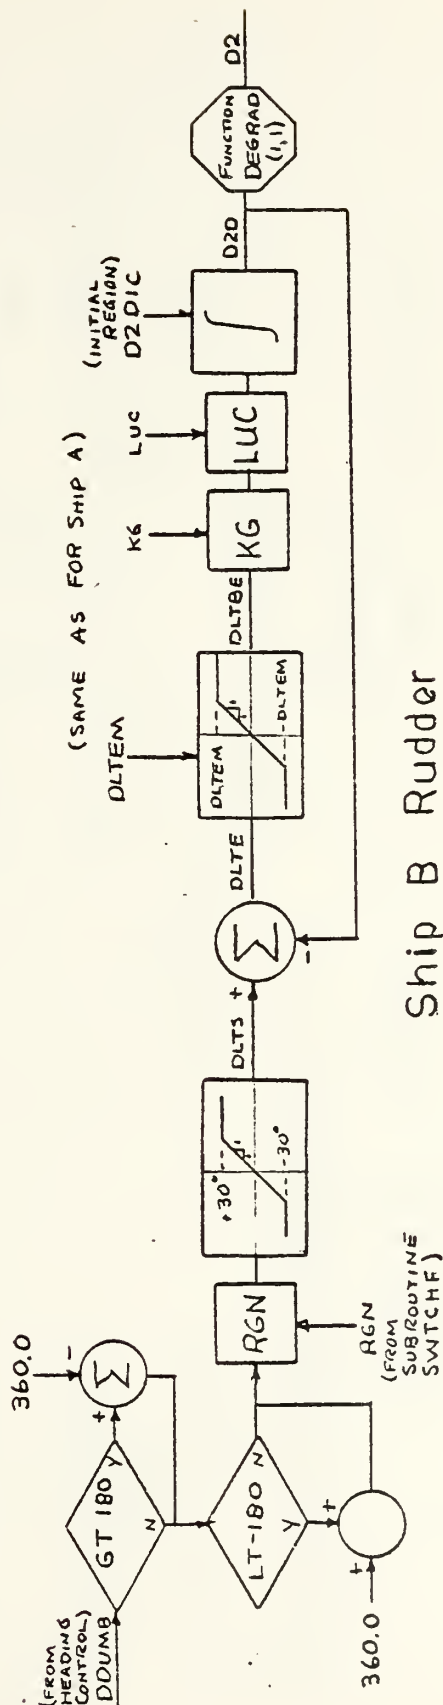 (FROM
HEADING
CONTROL)
DDUMB
GT 180
Y
N
360.0
-
+
Σ
LT-180
N
Y
+
+
360.0
RGN
RGN
(FROM
SUBROUTINE
SWTCHF)
+30°
-30°
1
DLTS
+
-
Σ
DLTE
DLTEM
DLTEM
-DLTEM
1
DLTBE
(SAME AS FOR SHIP A)
KG
KG
LUC
LUC
(INITIAL
REGION)
D2DIC
∫
D2D
FUNCTION
DEGRAD
(1,1)
D2
Ship B Rudder